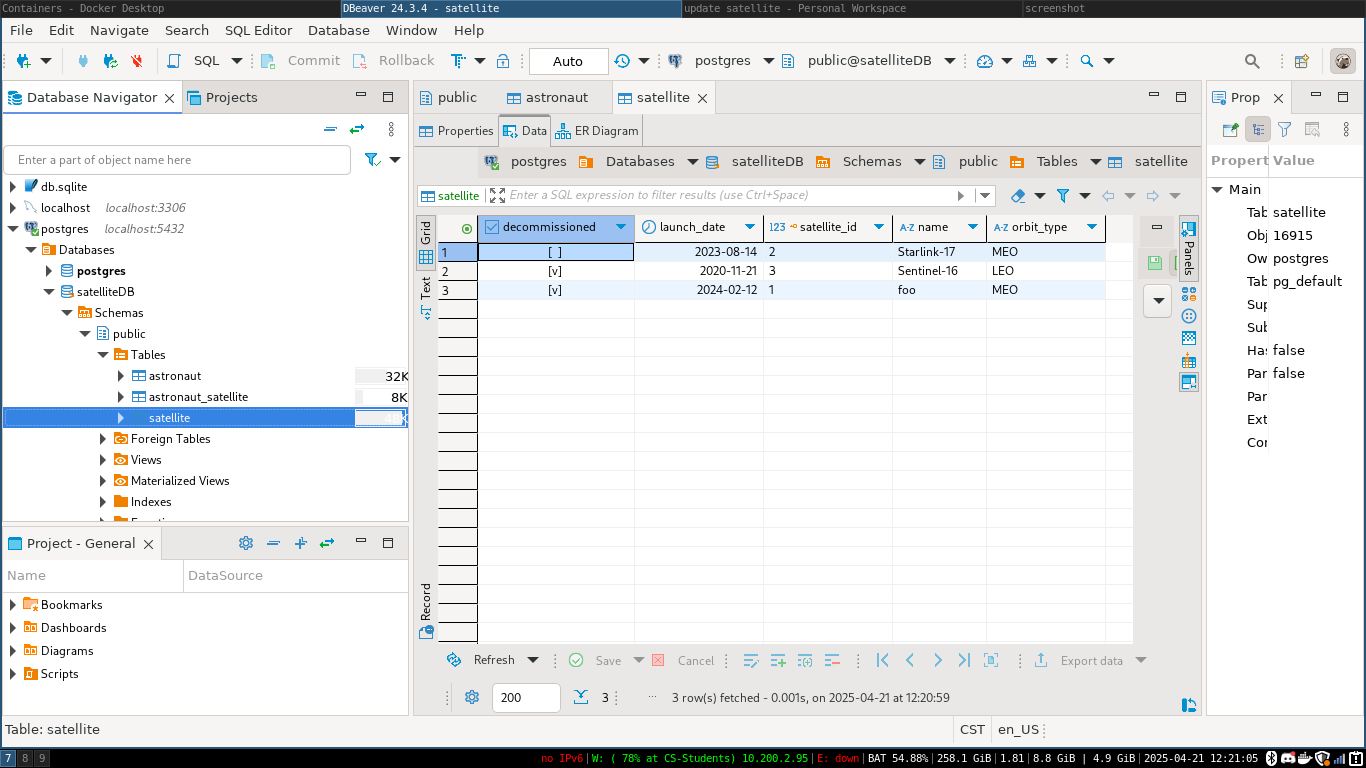 Containers - Docker Desktop
DBeaver 24.3.4 - satellite
update satellite - Personal Workspace
screenshot
File Edit Navigate Search SQL Editor Database Window Help
SQL Commit Rollback Auto postgres public@satelliteDB
Database Navigator Projects
Enter a part of object name here
db.sqlite
localhost localhost:3306
postgres localhost:5432
Databases
postgres
satelliteDB
Schemas
public
Tables
astronaut 32K
astronaut_satellite 8K
satellite
Foreign Tables
Views
Materialized Views
Indexes
Project - General
Name DataSource
Bookmarks
Dashboards
Diagrams
Scripts
public astronaut satellite
Properties Data ER Diagram
postgres Databases satelliteDB Schemas public Tables satellite
satellite Enter a SQL expression to filter results (use Ctrl+Space)
Grid
Text
Record
decommissioned launch_date 123 satellite_id A-Z name A-Z orbit_type
1 [ ] 2023-08-14 2 Starlink-17 MEO
2 [v] 2020-11-21 3 Sentinel-16 LEO
3 [v] 2024-02-12 1 foo MEO
Panels
Refresh Save Cancel Export data
200 3 ··· 3 row(s) fetched - 0.001s, on 2025-04-21 at 12:20:59
Prop
Propert Value
Main
Tab satellite
Obj 16915
Ow postgres
Tab pg_default
Sup
Sub
Has false
Par false
Par
Ext
Cor
Table: satellite CST en_US
7 8 9 no IPv6|W: ( 78% at CS-Students) 10.200.2.95|E: down|BAT 54.88%|258.1 GiB|1.81|8.8 GiB | 4.9 GiB|2025-04-21 12:21:05